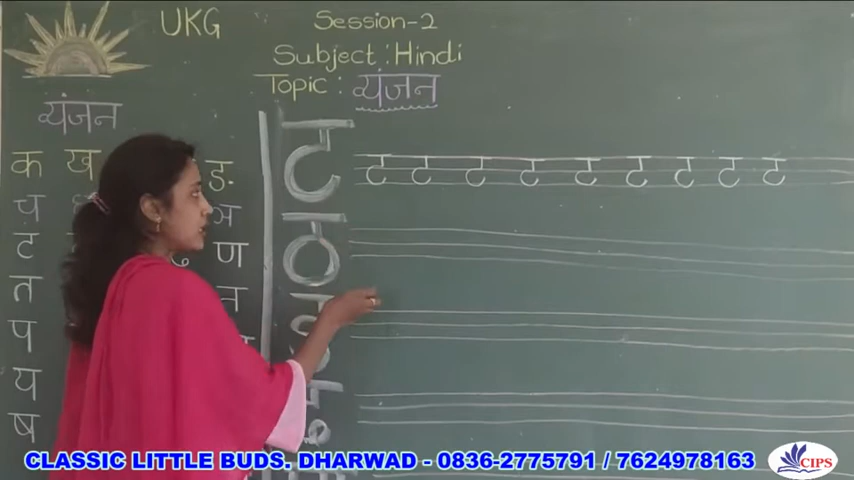 UKG
Session-2
Subject : Hindi
Topic : व्यंजन
व्यंजन
क ख ङ
च ञ
ट ण
त न
प
य
ष
ट
ट ट ट ट ट ट ट ट ट
ठ
CLASSIC LITTLE BUDS. DHARWAD - 0836-2775791 / 7624978163
CIPS